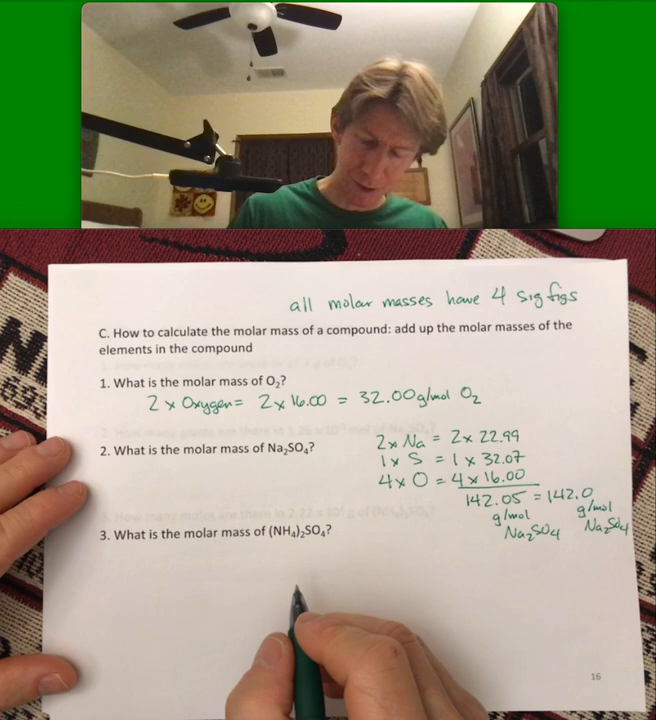 all molar masses have 4 sig figs
C. How to calculate the molar mass of a compound: add up the molar masses of the
elements in the compound
1. What is the molar mass of O₂?
2 x Oxygen = 2 x 16.00 = 32.00 g/mol O₂
2. What is the molar mass of Na₂SO₄?
2 x Na = 2 x 22.99
1 x S = 1 x 32.07
4 x O = 4 x 16.00
142.05 = 142.0
g/mol g/mol
Na₂SO₄ Na₂SO₄
3. What is the molar mass of (NH₄)₂SO₄?
16